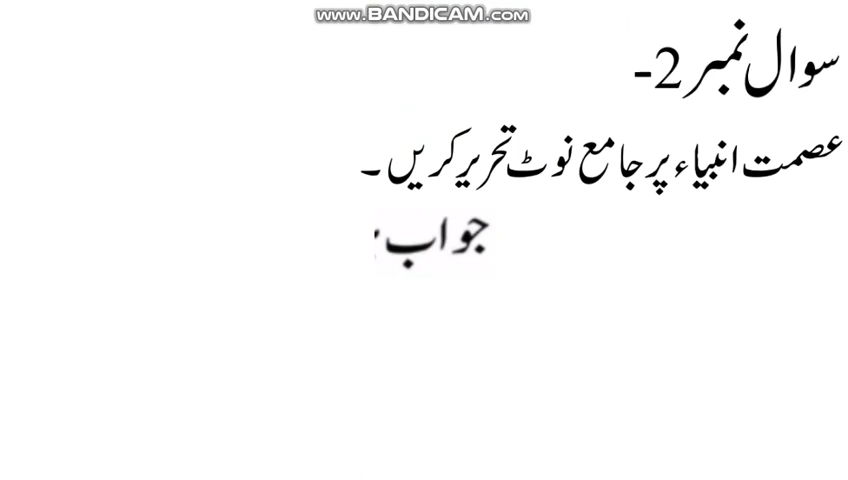 www.BANDICAM.com
سوال نمبر 2-
عصمت انبیاء پر جامع نوٹ تحریر کریں۔
جواب